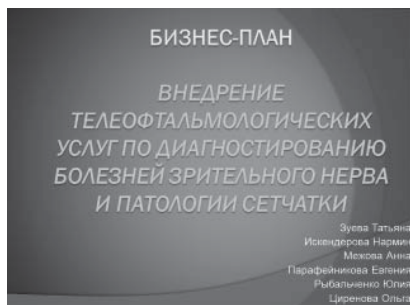 БИЗНЕС-ПЛАН
ВНЕДРЕНИЕ
ТЕЛЕОФТАЛЬМОЛОГИЧЕСКИХ
УСЛУГ ПО ДИАГНОСТИРОВАНИЮ
БОЛЕЗНЕЙ ЗРИТЕЛЬНОГО НЕРВА
И ПАТОЛОГИИ СЕТЧАТКИ
Зуева Татьяна
Искендерова Нармин
Межова Анна
Парафейникова Евгения
Рыбальченко Юлия
Циренова Ольга